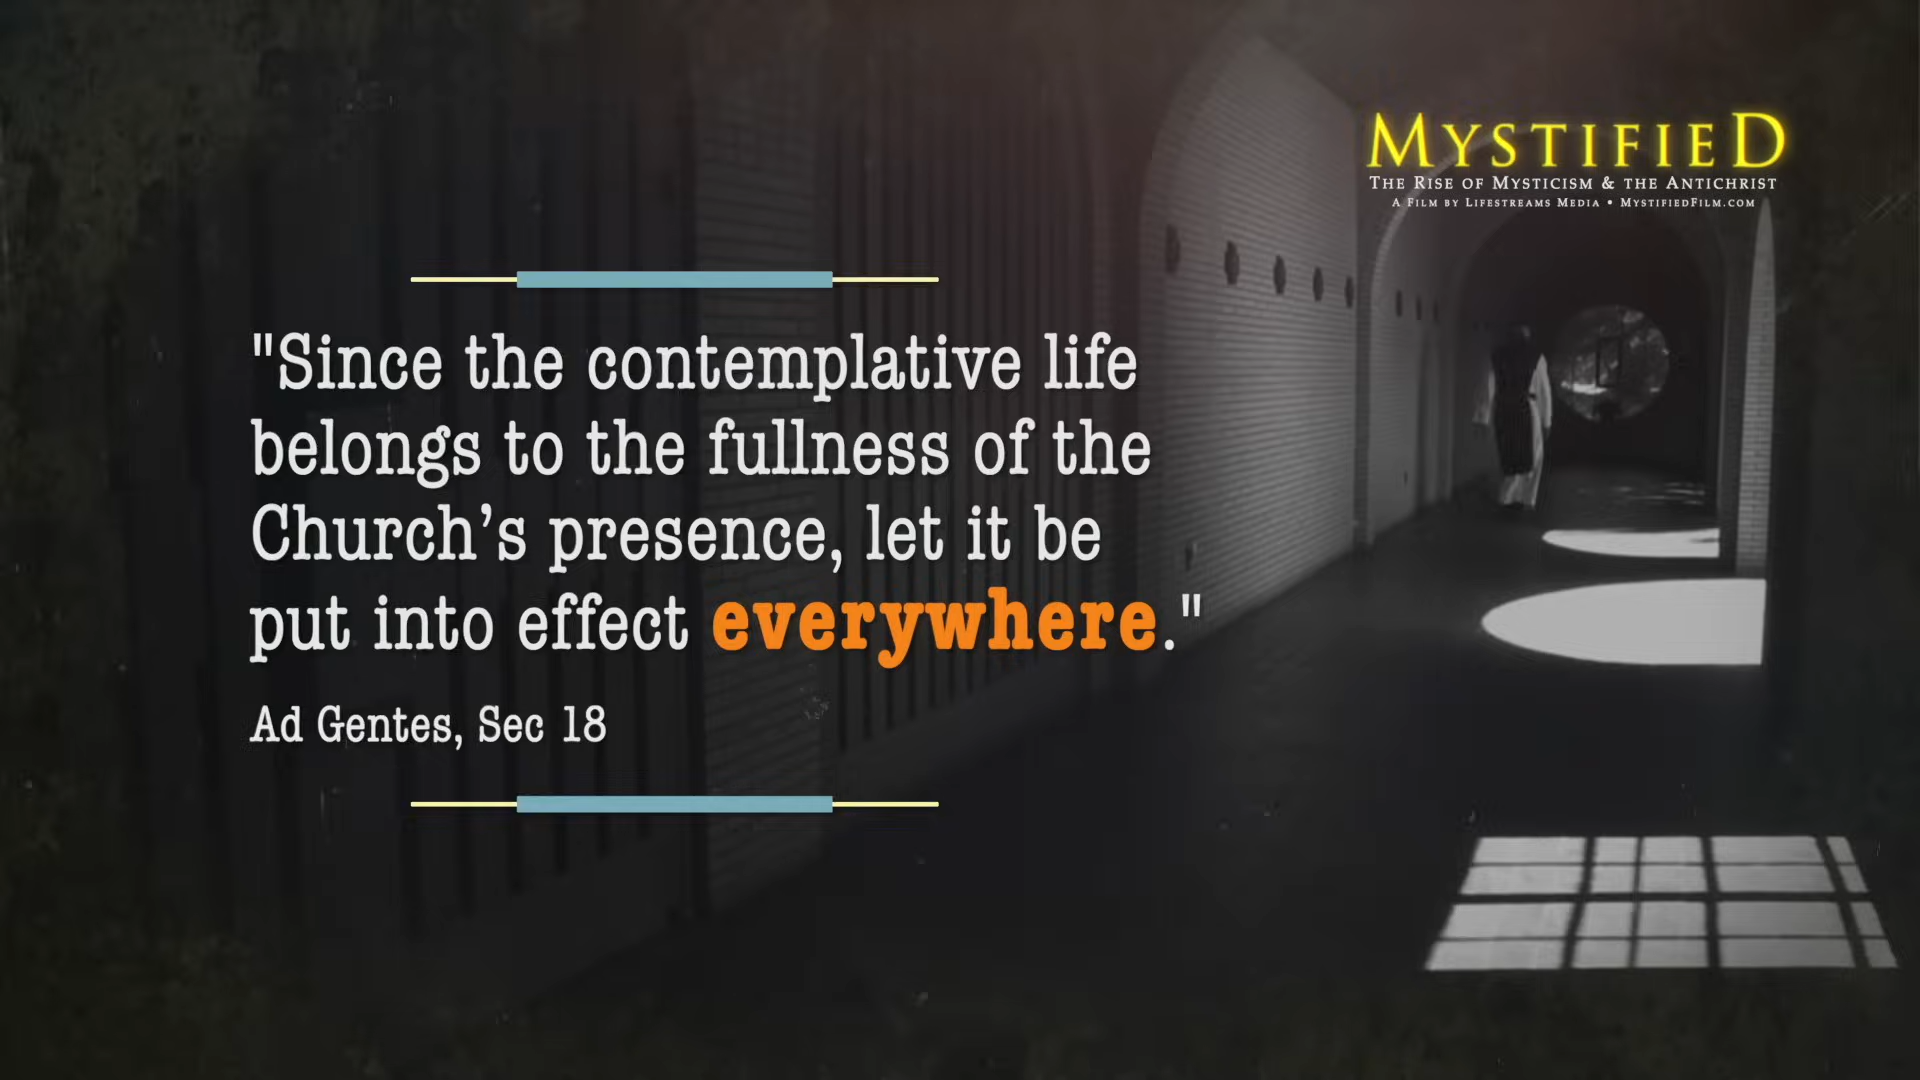 MYSTIFIED
THE RISE OF MYSTICISM & THE ANTICHRIST
A FILM BY LIFESTREAMS MEDIA • MYSTIFIEDFILM.COM
"Since the contemplative life
belongs to the fullness of the
Church’s presence, let it be
put into effect everywhere."
Ad Gentes, Sec 18